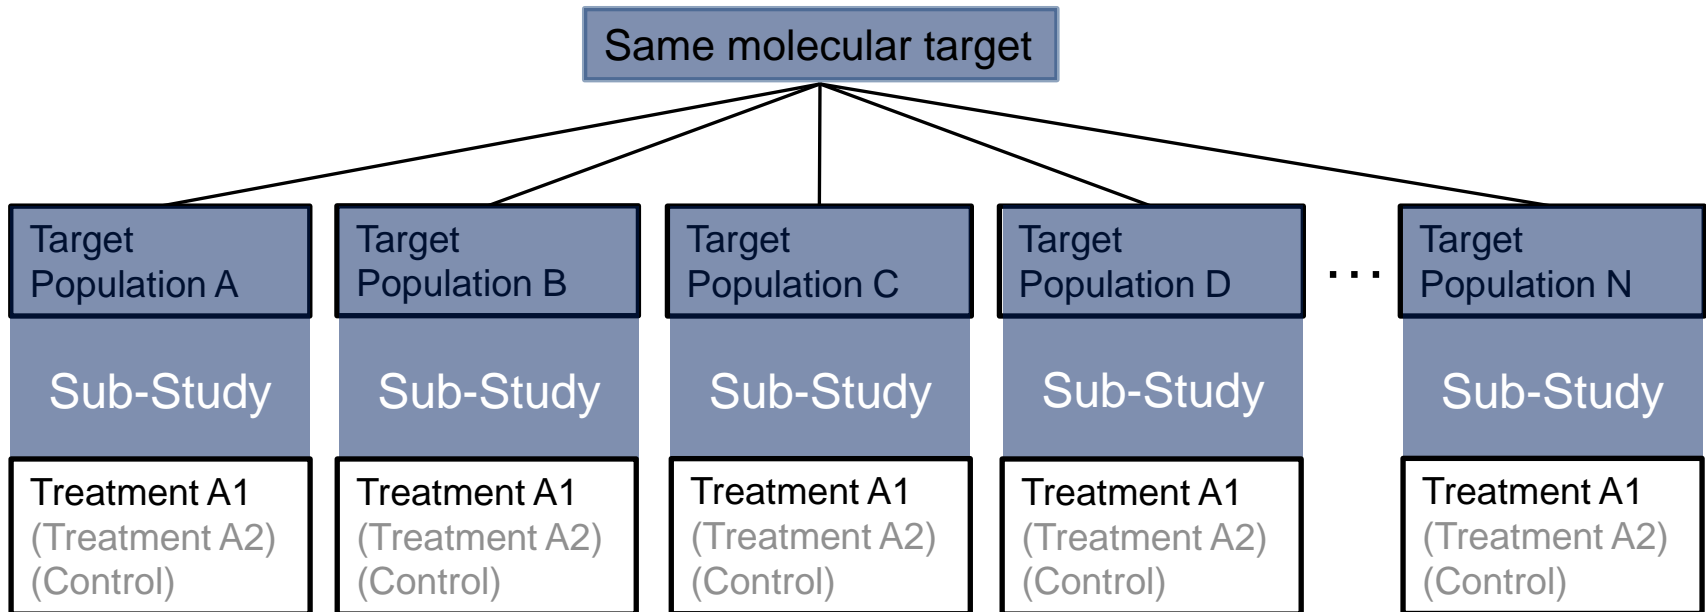 Same molecular target
Target
Population A
Target
Population B
Target
Population C
Target
Population D
...
Target
Population N
Sub-Study
Sub-Study
Sub-Study
Sub-Study
Sub-Study
Treatment A1
(Treatment A2)
(Control)
Treatment A1
(Treatment A2)
(Control)
Treatment A1
(Treatment A2)
(Control)
Treatment A1
(Treatment A2)
(Control)
Treatment A1
(Treatment A2)
(Control)